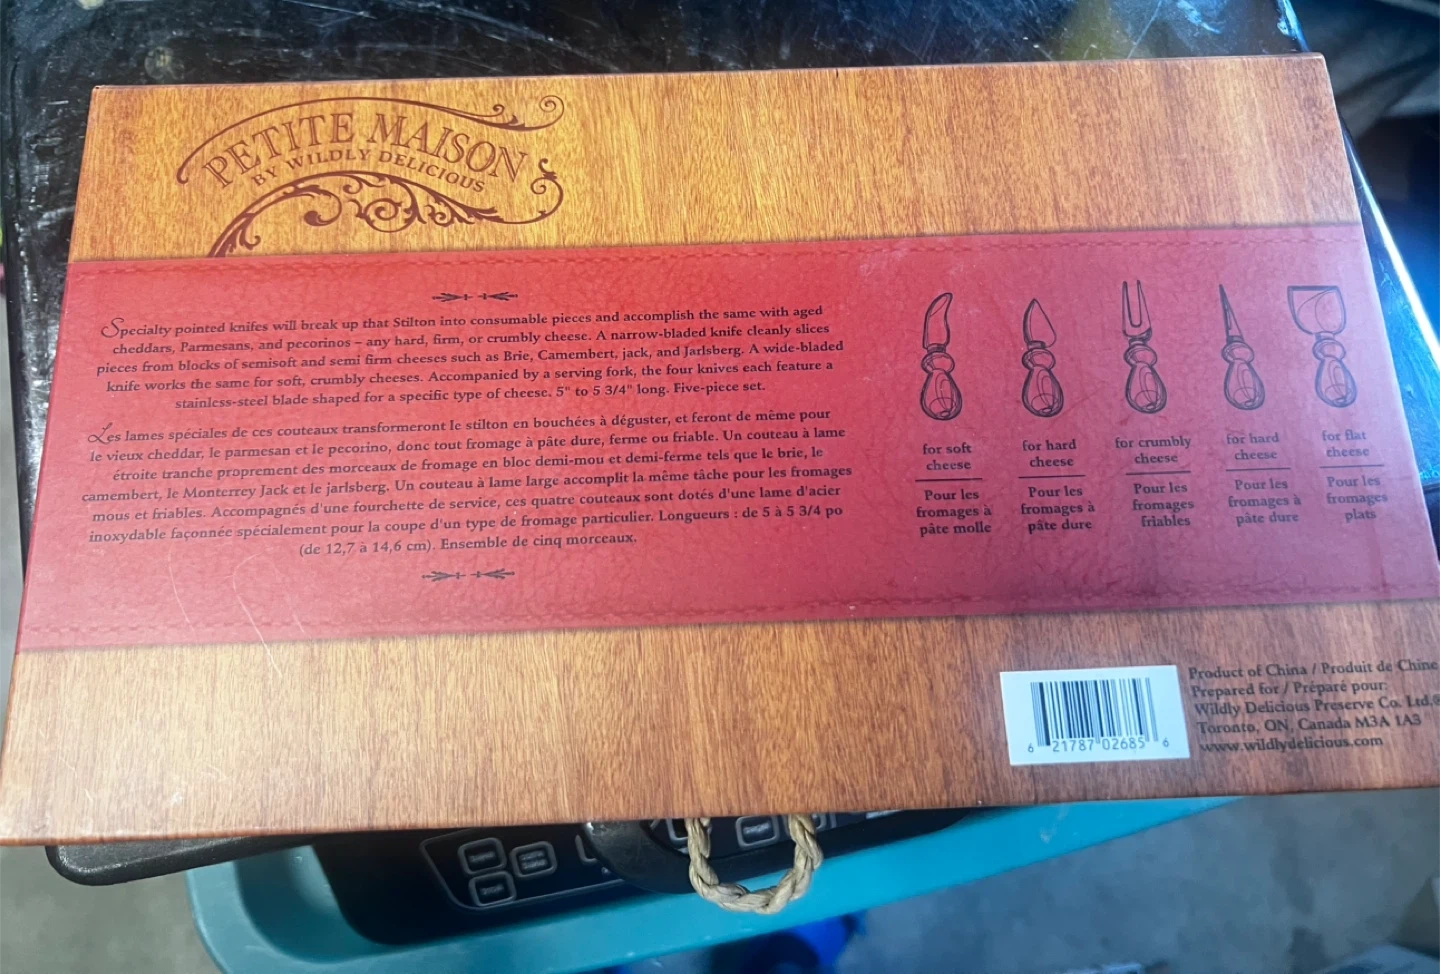 PETITE MAISON
BY WILDLY DELICIOUS
Specialty pointed knifes will break up that Stilton into consumable pieces and accomplish the same with aged
cheddars, Parmesans, and pecorinos – any hard, firm, or crumbly cheese. A narrow-bladed knife cleanly slices
pieces from blocks of semisoft and semi firm cheeses such as Brie, Camembert, jack, and Jarlsberg. A wide-bladed
knife works the same for soft, crumbly cheeses. Accompanied by a serving fork, the four knives each feature a
stainless-steel blade shaped for a specific type of cheese. 5" to 5 3/4" long. Five-piece set.
Les lames spéciales de ces couteaux transformeront le stilton en bouchées à déguster, et feront de même pour
le vieux cheddar, le parmesan et le pecorino, donc tout fromage à pâte dure, ferme ou friable. Un couteau à lame
étroite tranche proprement des morceaux de fromage en bloc demi-mou et demi-ferme tels que le brie, le
camembert, le Monterrey Jack et le jarlsberg. Un couteau à lame large accomplit la même tâche pour les fromages
mous et friables. Accompagnés d'une fourchette de service, ces quatre couteaux sont dotés d'une lame d'acier
inoxydable façonnée spécialement pour la coupe d'un type de fromage particulier. Longueurs : de 5 à 5 3/4 po
(de 12,7 à 14,6 cm). Ensemble de cinq morceaux.
for soft
cheese
Pour les
fromages à
pâte molle
for hard
cheese
Pour les
fromages à
pâte dure
for crumbly
cheese
Pour les
fromages
friables
for hard
cheese
Pour les
fromages à
pâte dure
for flat
cheese
Pour les
fromages
plats
6 21787 02685 6
Product of China / Produit de Chine
Prepared for / Préparé pour:
Wildly Delicious Preserve Co. Ltd.®
Toronto, ON, Canada M3A 1A3
www.wildlydelicious.com